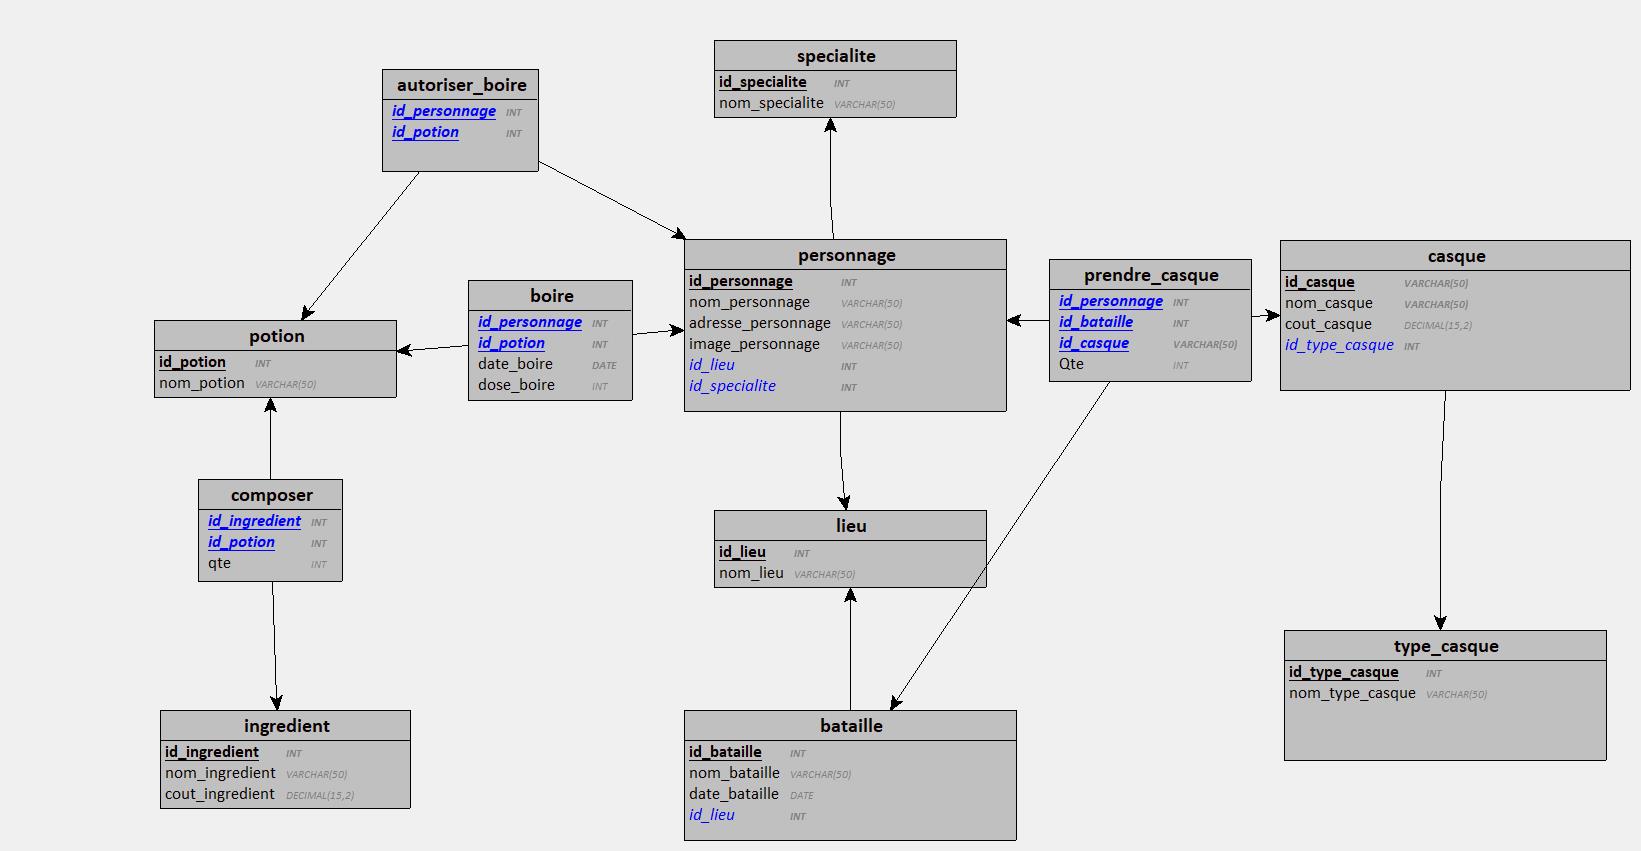 specialite
id_specialite INT
nom_specialite VARCHAR(50)
autoriser_boire
id_personnage INT
id_potion INT
personnage
id_personnage INT
nom_personnage VARCHAR(50)
adresse_personnage VARCHAR(50)
image_personnage VARCHAR(50)
id_lieu INT
id_specialite INT
prendre_casque
id_personnage INT
id_bataille INT
id_casque VARCHAR(50)
Qte INT
casque
id_casque VARCHAR(50)
nom_casque VARCHAR(50)
cout_casque DECIMAL(15,2)
id_type_casque INT
boire
id_personnage INT
id_potion INT
date_boire DATE
dose_boire INT
potion
id_potion INT
nom_potion VARCHAR(50)
composer
id_ingredient INT
id_potion INT
qte INT
lieu
id_lieu INT
nom_lieu VARCHAR(50)
type_casque
id_type_casque INT
nom_type_casque VARCHAR(50)
ingredient
id_ingredient INT
nom_ingredient VARCHAR(50)
cout_ingredient DECIMAL(15,2)
bataille
id_bataille INT
nom_bataille VARCHAR(50)
date_bataille DATE
id_lieu INT